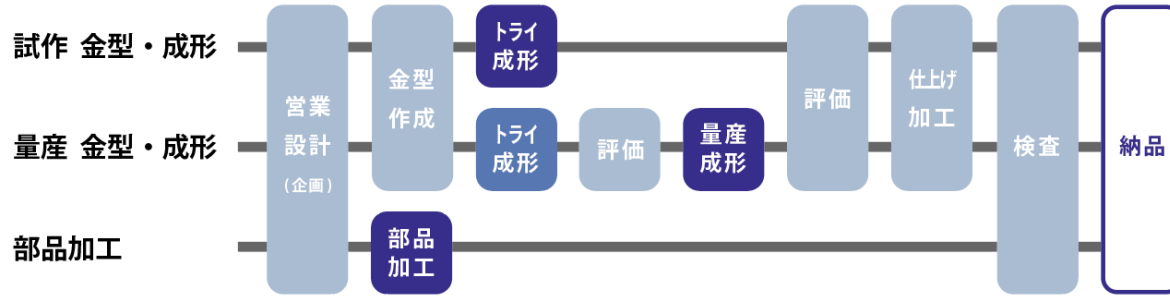 試作 金型・成形
量産 金型・成形
部品加工
営業
設計
(企画)
金型
作成
トライ
成形
トライ
成形
部品
加工
評価
量産
成形
評価
仕上げ
加工
検査
納品